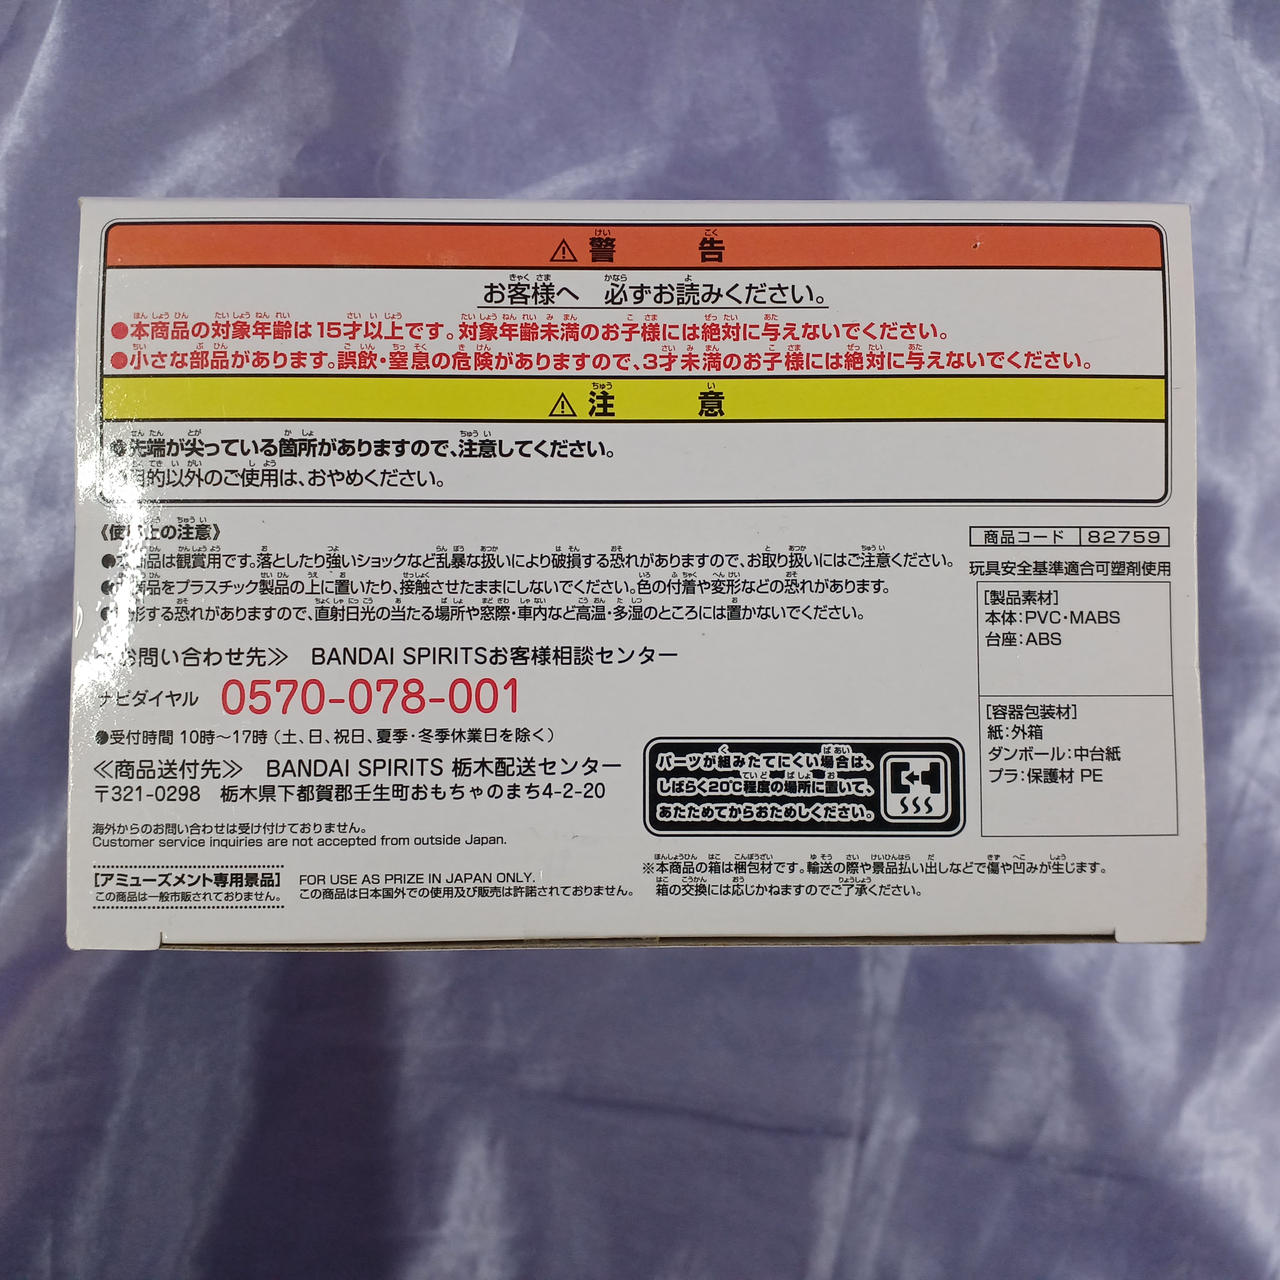 ⚠警告
お客様へ 必ずお読みください。
●本商品の対象年齢は15才以上です。対象年齢未満のお子様には絶対に与えないでください。
●小さな部品があります。誤飲・窒息の危険がありますので、3才未満のお子様には絶対に与えないでください。
⚠注意
●先端が尖っている箇所がありますので、注意してください。
目的以外のご使用は、おやめください。
《使用上の注意》
●本商品は観賞用です。落としたり強いショックなど乱暴な扱いにより破損する恐れがありますので、お取り扱いにはご注意ください。
●本商品をプラスチック製品の上に置いたり、接触させたままにしないでください。色の付着や変形などの恐れがあります。
●変形する恐れがありますので、直射日光の当たる場所や窓際・車内など高温・多湿のところには置かないでください。
≪お問い合わせ先≫ BANDAI SPIRITSお客様相談センター
ナビダイヤル 0570-078-001
●受付時間 10時～17時(土、日、祝日、夏季・冬季休業日を除く)
≪商品送付先≫ BANDAI SPIRITS 栃木配送センター
〒321-0298 栃木県下都賀郡壬生町おもちゃのまち4-2-20
海外からのお問い合わせは受け付けておりません。
Customer service inquiries are not accepted from outside Japan.
[アミューズメント専用景品]
この商品は一般市販されておりません。
FOR USE AS PRIZE IN JAPAN ONLY.
この商品は日本国外での使用及び販売は許諾されておりません。
商品コード 82759
玩具安全基準適合可塑剤使用
[製品素材]
本体:PVC・MABS
台座:ABS
[容器包装材]
紙:外箱
ダンボール:中台紙
プラ:保護材 PE
パーツが組みたてにくい場合は、
しばらく20℃程度の場所に置いて、
あたためてからおためしください。
※本商品の箱は梱包材です。輸送の際や景品払い出しなどで傷や凹みが生じます。
箱の交換には応じかねますのでご了承ください。